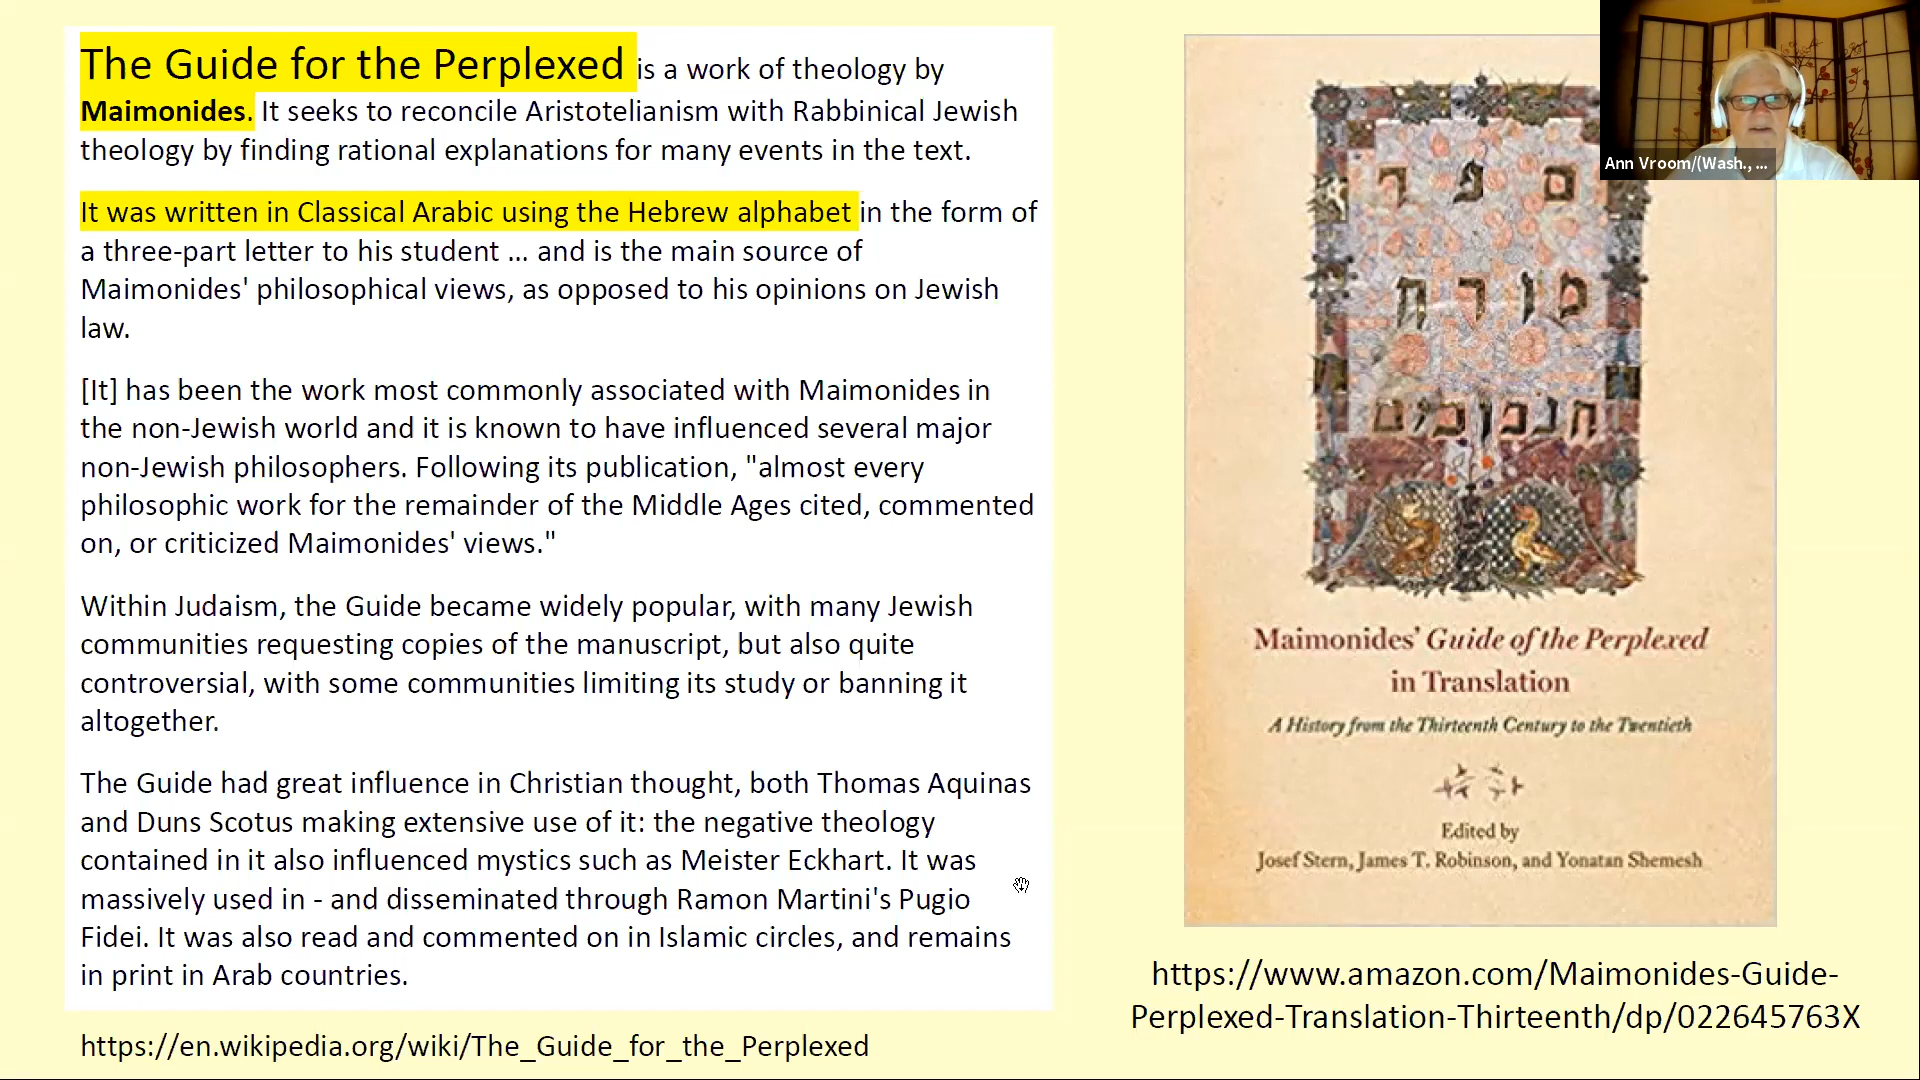 The Guide for the Perplexed is a work of theology by
Maimonides. It seeks to reconcile Aristotelianism with Rabbinical Jewish
theology by finding rational explanations for many events in the text.
It was written in Classical Arabic using the Hebrew alphabet in the form of
a three-part letter to his student ... and is the main source of
Maimonides' philosophical views, as opposed to his opinions on Jewish
law.
[It] has been the work most commonly associated with Maimonides in
the non-Jewish world and it is known to have influenced several major
non-Jewish philosophers. Following its publication, "almost every
philosophic work for the remainder of the Middle Ages cited, commented
on, or criticized Maimonides' views."
Within Judaism, the Guide became widely popular, with many Jewish
communities requesting copies of the manuscript, but also quite
controversial, with some communities limiting its study or banning it
altogether.
The Guide had great influence in Christian thought, both Thomas Aquinas
and Duns Scotus making extensive use of it: the negative theology
contained in it also influenced mystics such as Meister Eckhart. It was
massively used in - and disseminated through Ramon Martini's Pugio
Fidei. It was also read and commented on in Islamic circles, and remains
in print in Arab countries.
https://en.wikipedia.org/wiki/The_Guide_for_the_Perplexed
ספר
מורה
הנבוכים
Maimonides' Guide of the Perplexed
in Translation
A History from the Thirteenth Century to the Twentieth
Edited by
Josef Stern, James T. Robinson, and Yonatan Shemesh
https://www.amazon.com/Maimonides-Guide-
Perplexed-Translation-Thirteenth/dp/022645763X
Ann Vroom/(Wash., ...